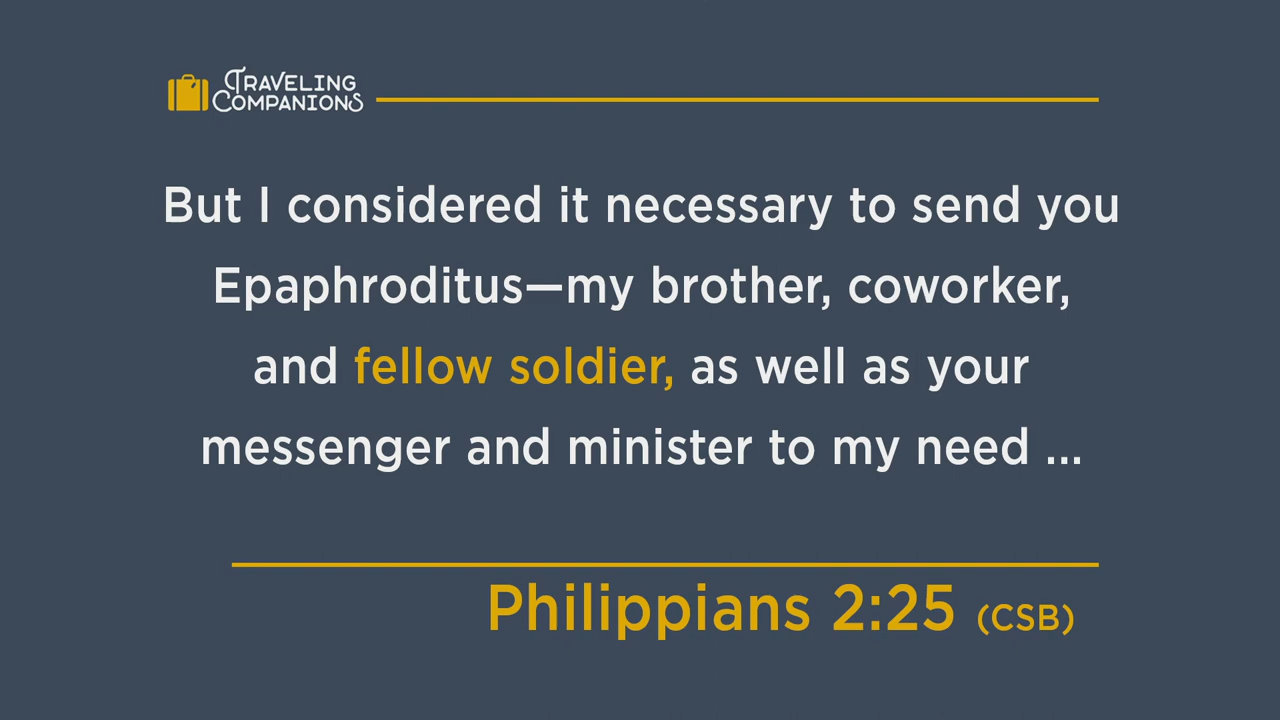 TRAVELING
COMPANIONS
But I considered it necessary to send you
Epaphroditus—my brother, coworker,
and fellow soldier, as well as your
messenger and minister to my need ...
Philippians 2:25 (CSB)